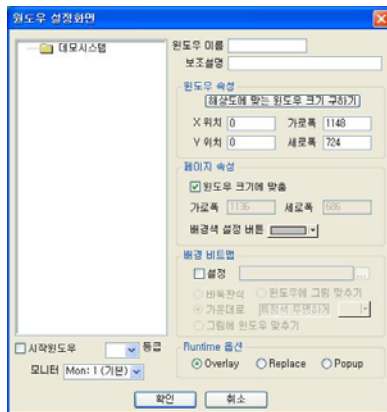 윈도우 설정화면
데모시스템
윈도우 이름
보조설명
윈도우 속성
해상도에 맞는 윈도우 크기 구하기
X 위치 0 가로폭 1148
Y 위치 0 세로폭 724
페이지 속성
윈도우 크기에 맞춤
가로폭 1136 세로폭 686
배경색 설정 버튼
배경 비트맵
설정 ...
바둑판식 윈도우에 그림 맞추기
가운데로 특정색 투명하게
그림에 윈도우 맞추기
시작윈도우 등급
모니터 Mon: 1 (기본)
Runtime 옵션
Overlay Replace Popup
확인 취소